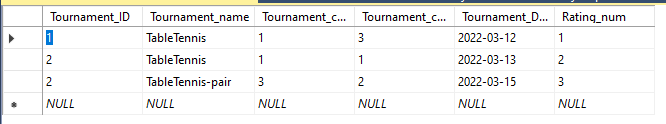 Tournament_ID Tournament_name Tournament_c... Tournament_c... Tournament_D... Rating_num
1 TableTennis 1 3 2022-03-12 1
2 TableTennis 1 1 2022-03-13 2
2 TableTennis-pair 3 2 2022-03-15 3
NULL NULL NULL NULL NULL NULL